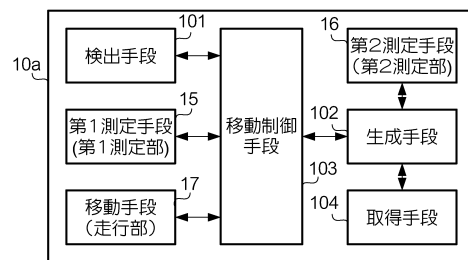 10a
101
検出手段
15
第1測定手段
(第1測定部)
17
移動手段
（走行部）
移動制御
手段
103
16
第2測定手段
（第2測定部）
102
生成手段
104
取得手段